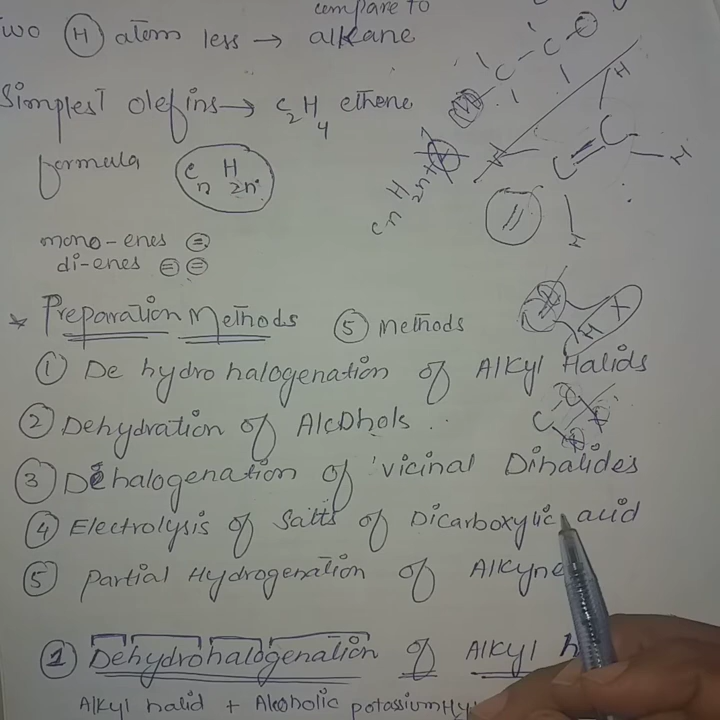 compare to
Two H atom less → alkane
Simplest olefins → C2H4 ethene
formula CnH2n
CnH2n+
mono-enes =
di-enes = =
* Preparation Methods 5 Methods
1 De hydro halogenation of Alkyl Halids
2 Dehydration of Alcohols
3 Dehalogenation of vicinal Dihalides
4 Electrolysis of Salts of Dicarboxylic acid
5 Partial Hydrogenation of Alkyne
1 Dehydrohalogenation of Alkyl h
Alkyl halid + Alcoholic potassium Hy